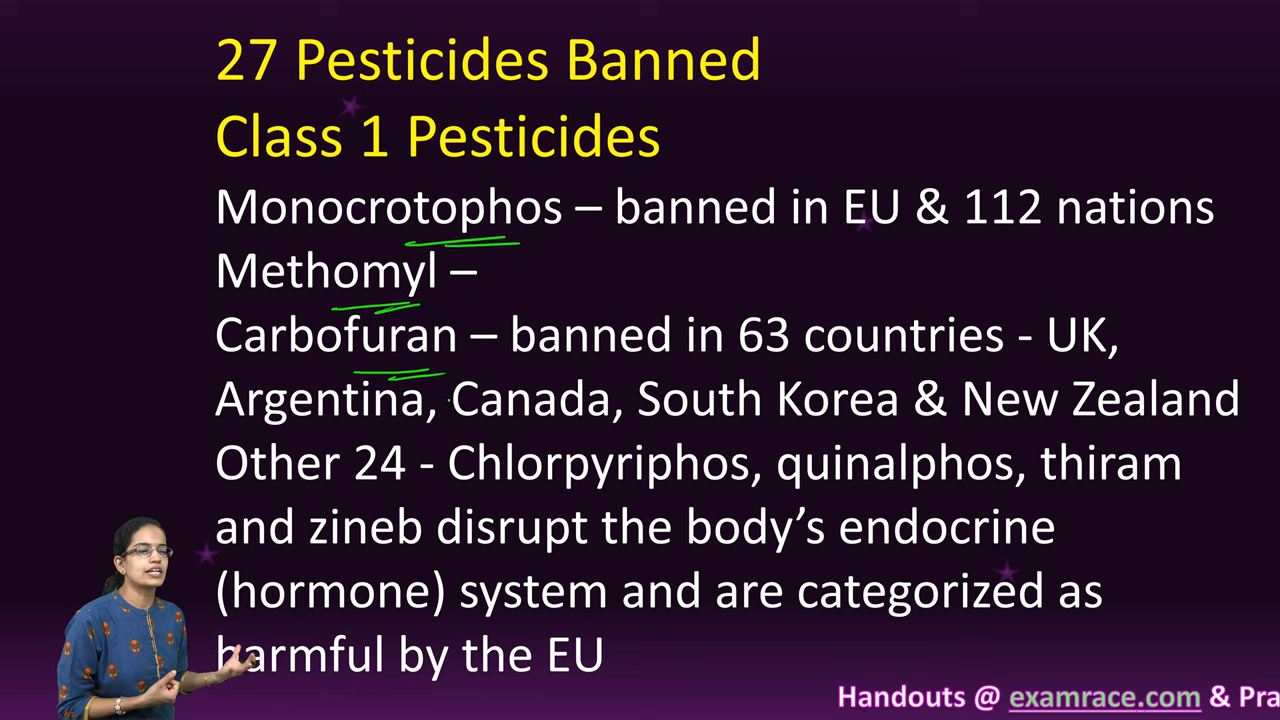 27 Pesticides Banned
Class 1 Pesticides
Monocrotophos – banned in EU & 112 nations
Methomyl –
Carbofuran – banned in 63 countries - UK,
Argentina, Canada, South Korea & New Zealand
Other 24 - Chlorpyriphos, quinalphos, thiram
and zineb disrupt the body’s endocrine
(hormone) system and are categorized as
harmful by the EU
Handouts @ examrace.com & Pra